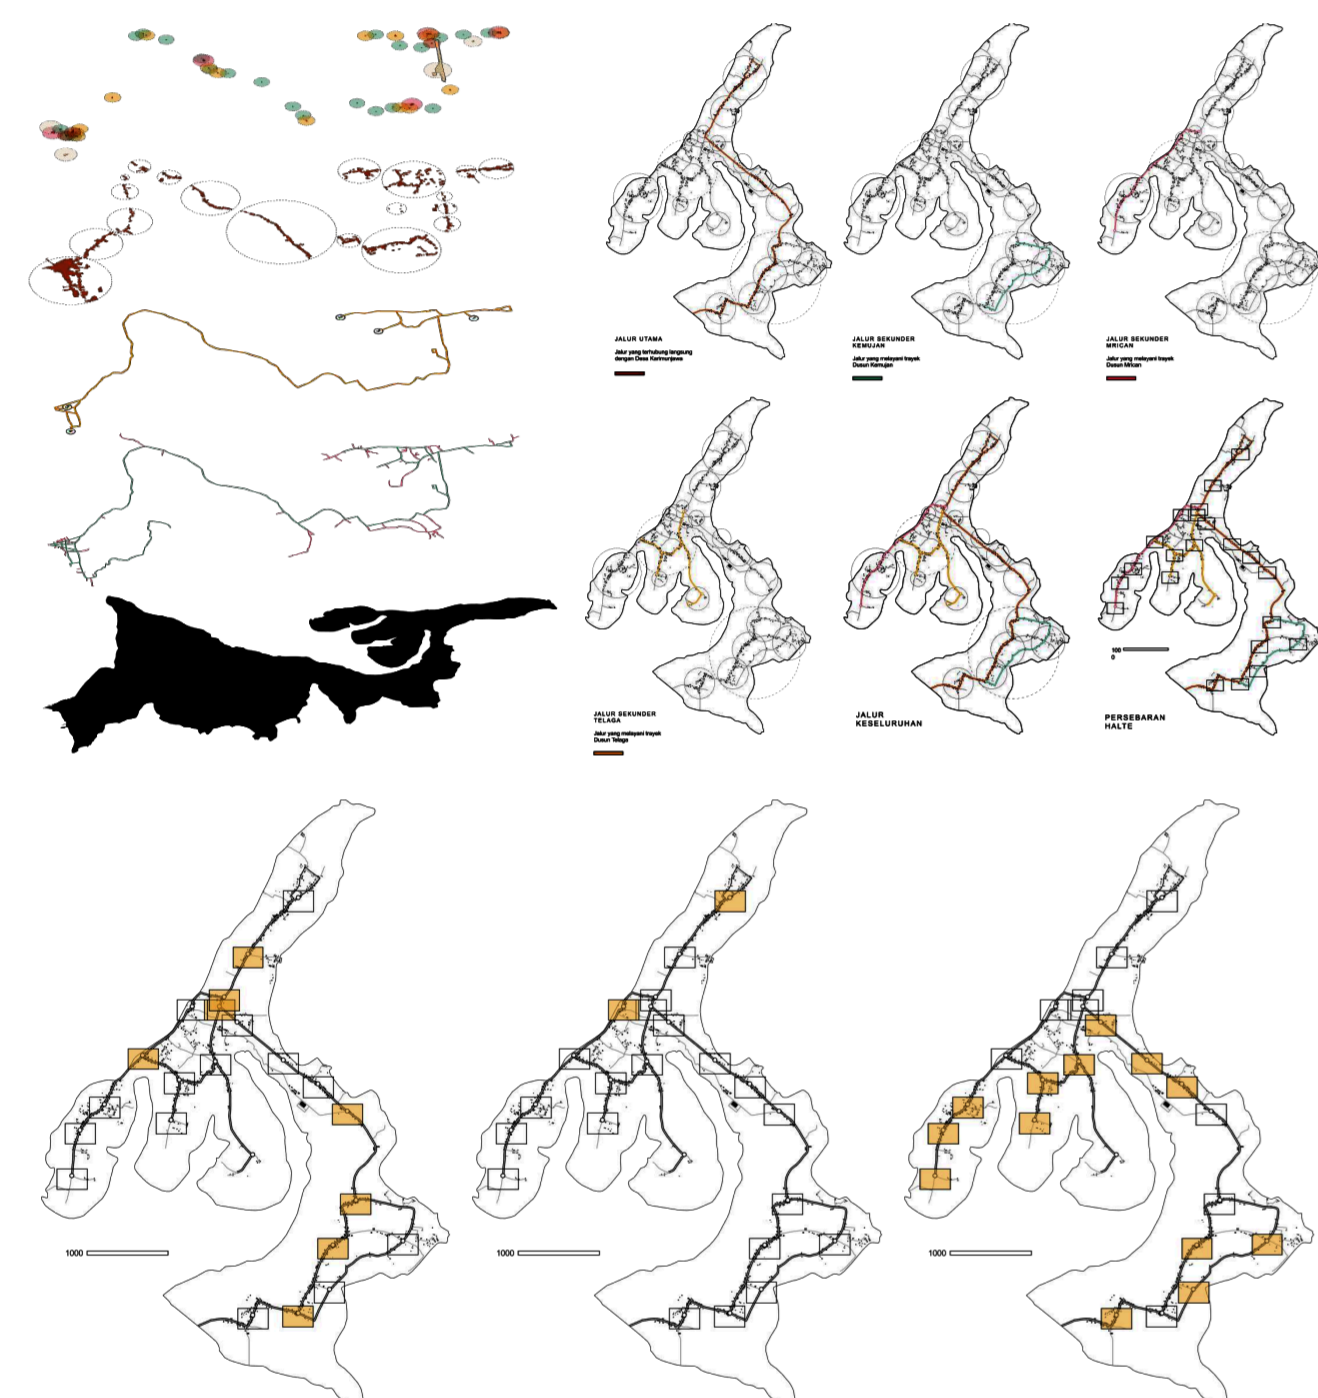 JALUR UTAMA
Jalur yang terhubung langsung
dengan Desa Karimunjawa
JALUR SEKUNDER
KEMUJAN
Jalur yang melayani trayek
Dusun Kemujan
JALUR SEKUNDER
MRICAN
Jalur yang melayani trayek
Dusun Mrican
JALUR SEKUNDER
TELAGA
Jalur yang melayani trayek
Dusun Telaga
JALUR
KESELURUHAN
100
0
PERSEBARAN
HALTE
1000
1000
1000